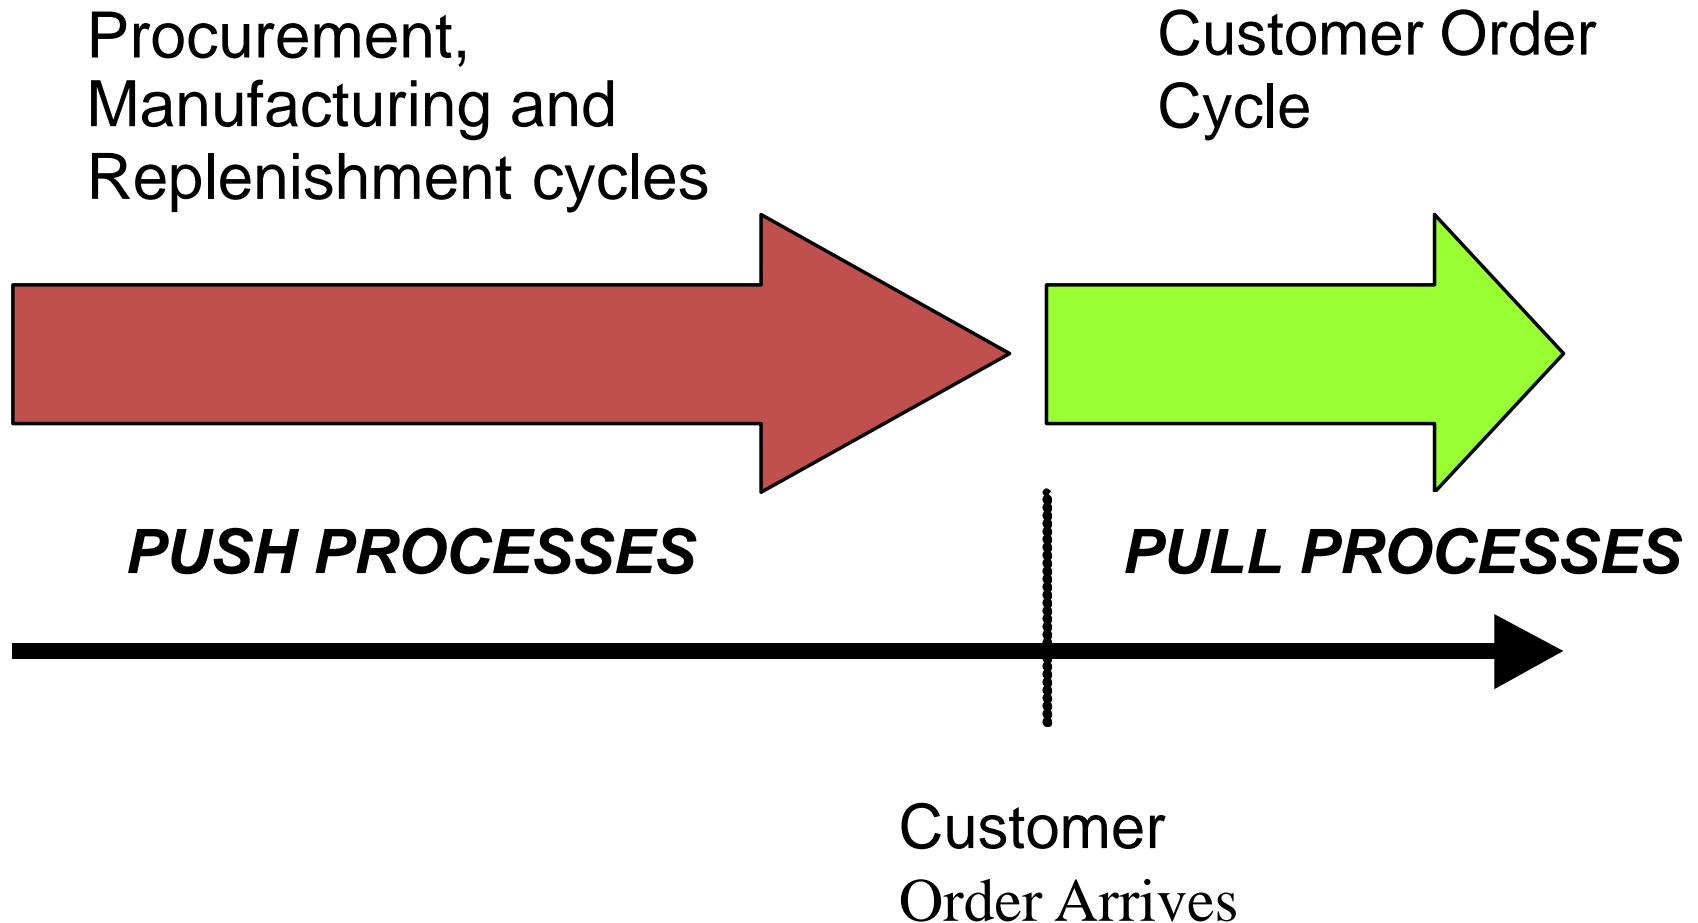 Procurement,
Manufacturing and
Replenishment cycles
Customer Order
Cycle
PUSH PROCESSES
PULL PROCESSES
Customer
Order Arrives